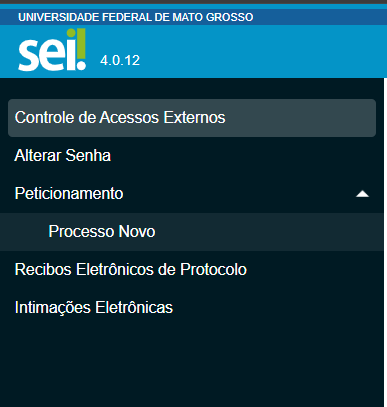 UNIVERSIDADE FEDERAL DE MATO GROSSO
sei! 4.0.12
Controle de Acessos Externos
Alterar Senha
Peticionamento
Processo Novo
Recibos Eletrônicos de Protocolo
Intimações Eletrônicas